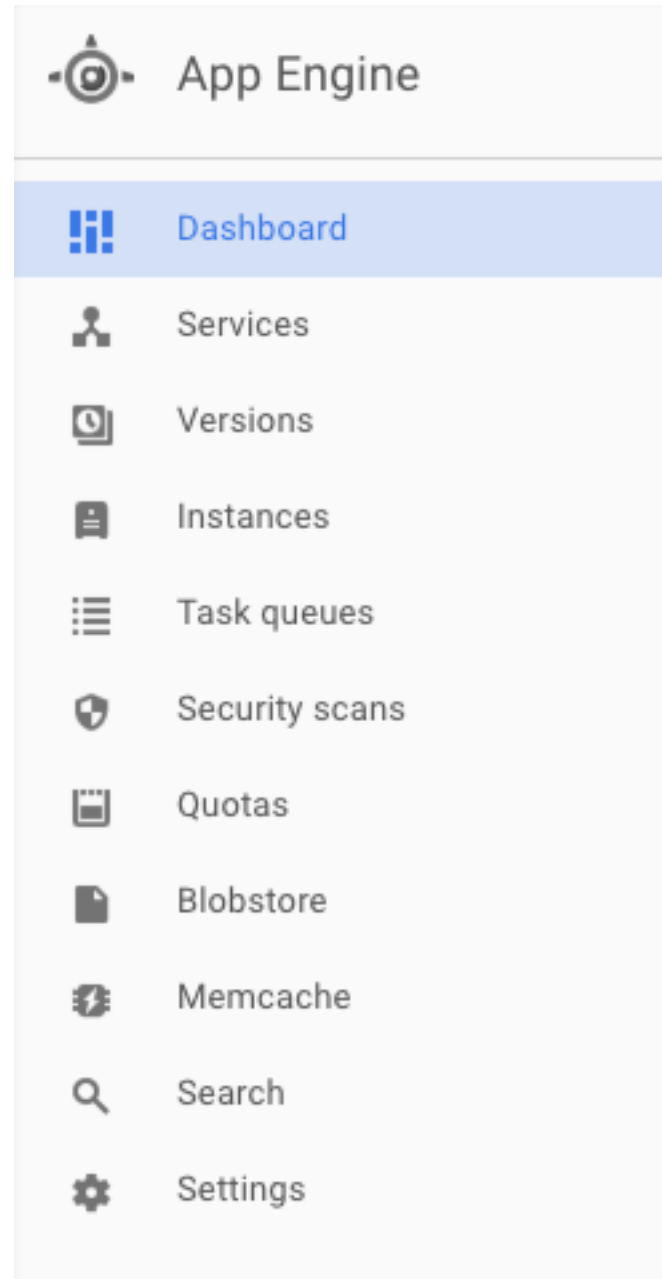 App Engine
Dashboard
Services
Versions
Instances
Task queues
Security scans
Quotas
Blobstore
Memcache
Search
Settings